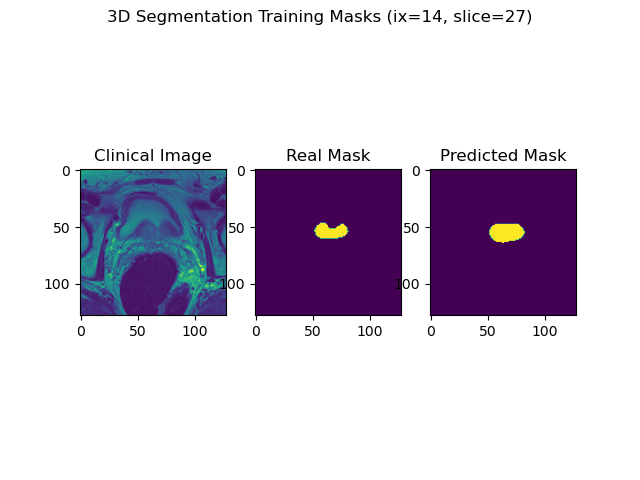 3D Segmentation Training Masks (ix=14, slice=27)
Clinical Image Real Mask Predicted Mask
0 0 0
50 50 50
100 100 100
0 50 100 0 50 100 0 50 100